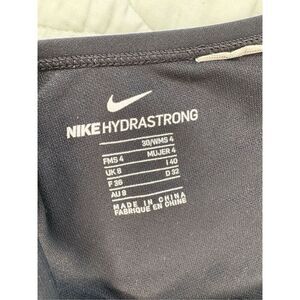 NIKE HYDRASTRONG
30/WMS 4
FMS 4 MUJER 4
UK 8 I 40
F 36 D 32
AU 8
MADE IN CHINA
FABRIQUÉ EN CHINE